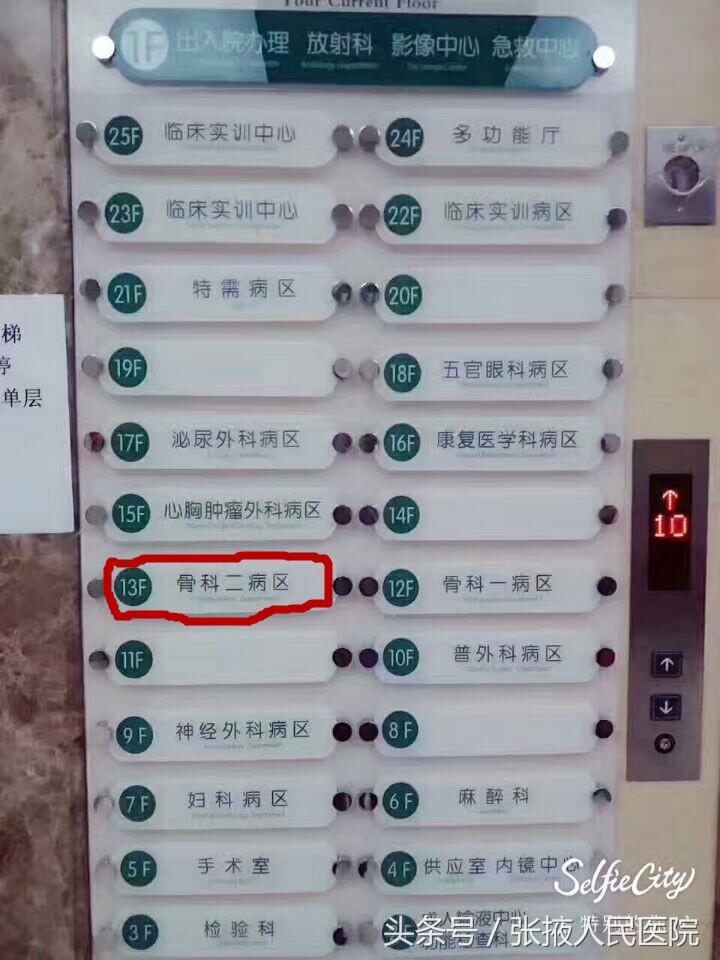 Your Current Floor
1F 出入院办理 放射科 影像中心 急救中心
25F 临床实训中心
24F 多功能厅
23F 临床实训中心
22F 临床实训病区
21F 特需病区
20F
19F
18F 五官眼科病区
17F 泌尿外科病区
16F 康复医学科病区
15F 心胸肿瘤外科病区
14F
13F 骨科二病区
12F 骨科一病区
11F
10F 普外科病区
9F 神经外科病区
8F
7F 妇科病区
6F 麻醉科
5F 手术室
4F 供应室 内镜中心
3F 检验科
人输液中心
梯
停
单层
10
SelfieCity
头条号 / 张掖人民医院